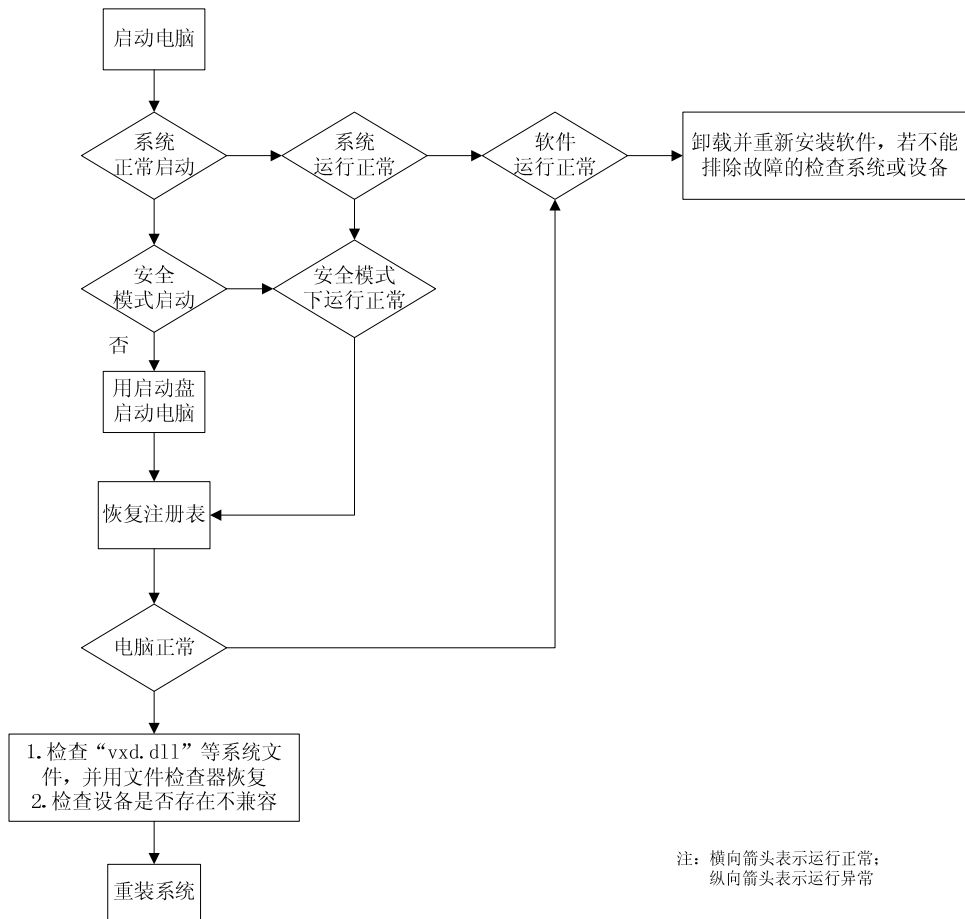 启动电脑
系统
正常启动
系统
运行正常
软件
运行正常
卸载并重新安装软件，若不能
排除故障的检查系统或设备
安全
模式启动
安全模式
下运行正常
否
用启动盘
启动电脑
恢复注册表
电脑正常
1.检查“vxd.dll”等系统文
件，并用文件检查器恢复
2.检查设备是否存在不兼容
重装系统
注：横向箭头表示运行正常；
纵向箭头表示运行异常